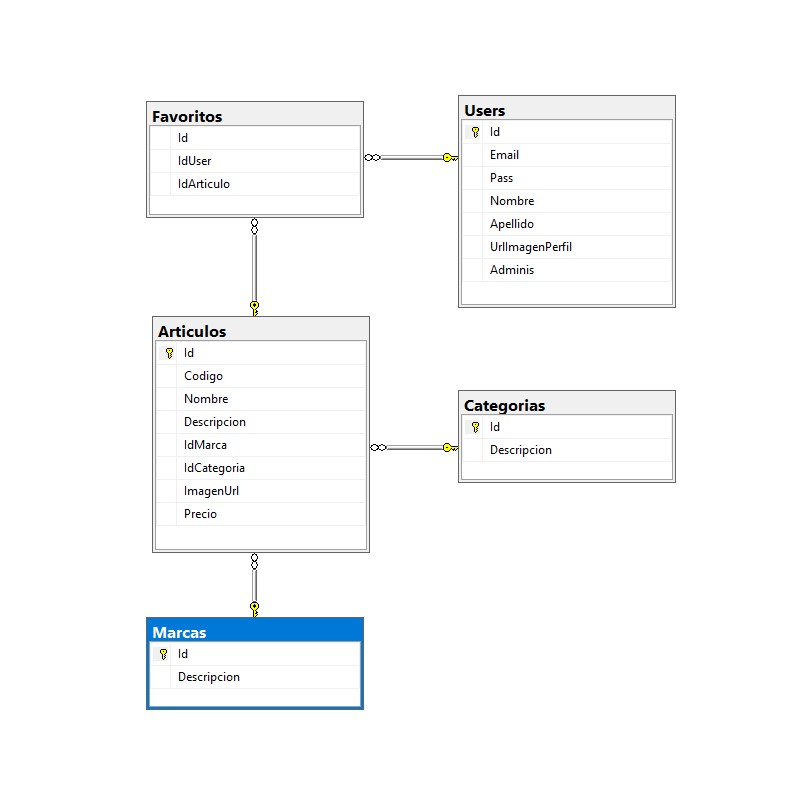 Favoritos
Id
IdUser
IdArticulo
Users
Id
Email
Pass
Nombre
Apellido
UrlImagenPerfil
Adminis
Articulos
Id
Codigo
Nombre
Descripcion
IdMarca
IdCategoria
ImagenUrl
Precio
Categorias
Id
Descripcion
Marcas
Id
Descripcion